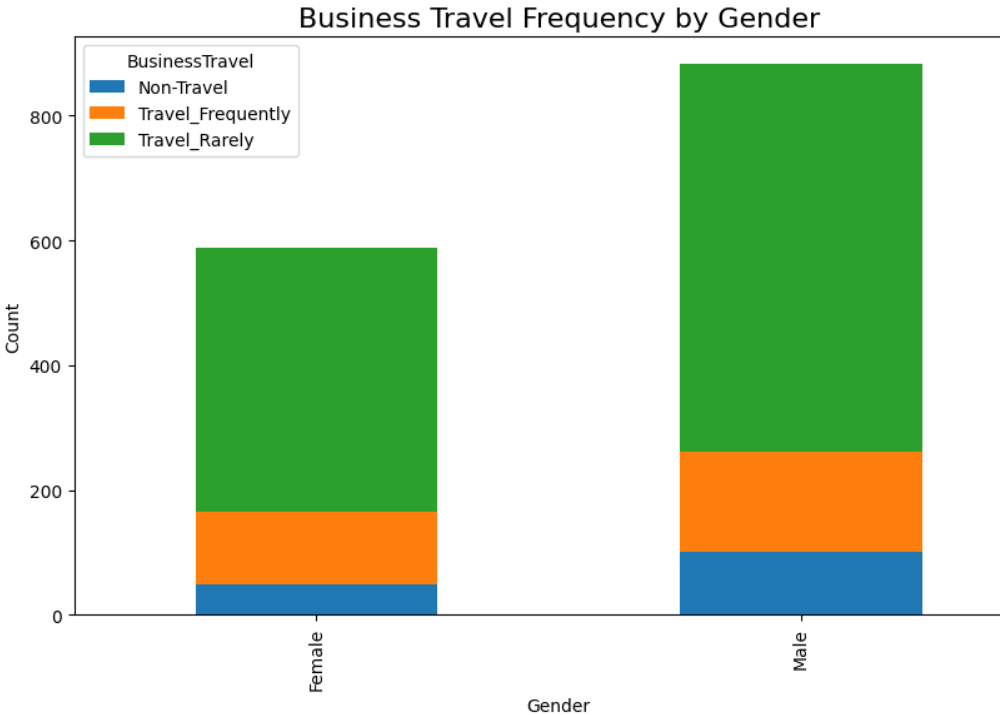 Business Travel Frequency by Gender
BusinessTravel
Non-Travel
Travel_Frequently
Travel_Rarely
800
600
400
200
0
Count
Female
Male
Gender